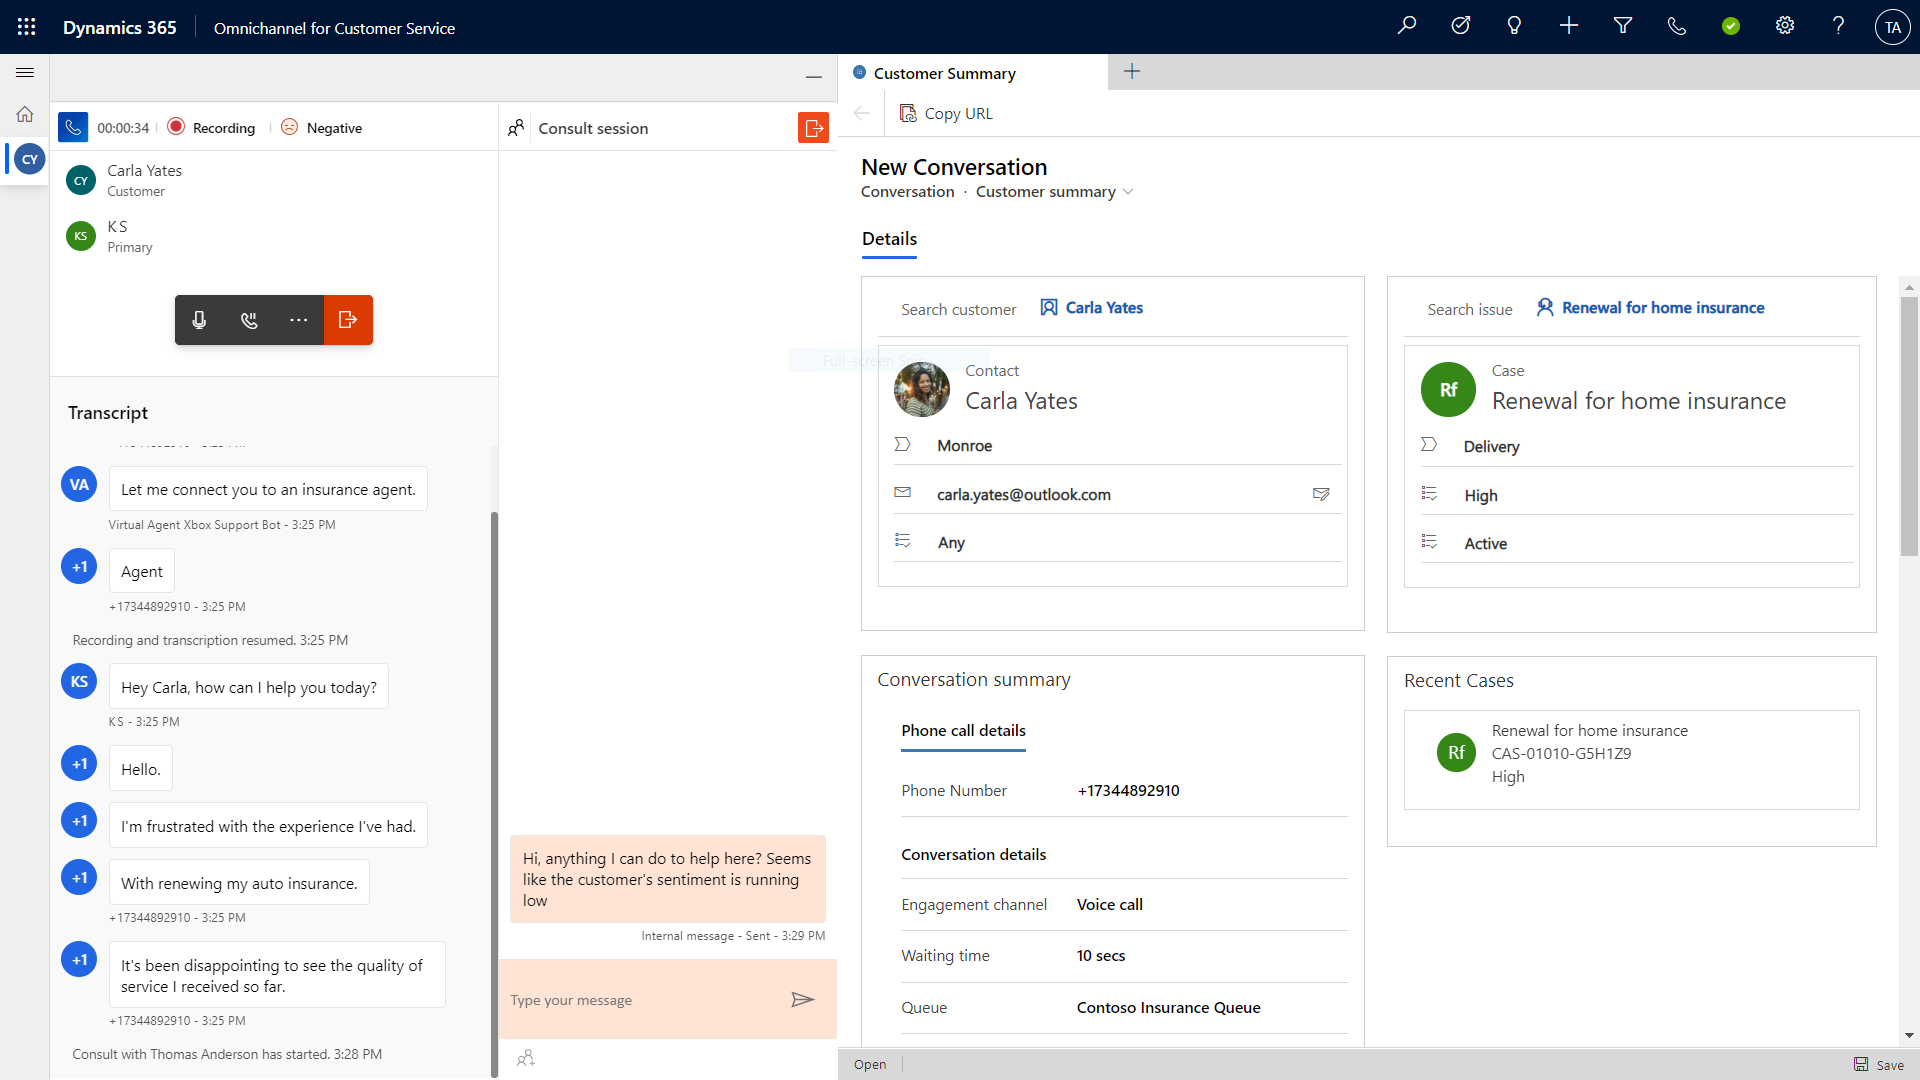 Dynamics 365
Omnichannel for Customer Service
TA
Customer Summary
CY
00:00:34
Recording
Negative
Consult session
Copy URL
CY
Carla Yates
Customer
KS
K S
Primary
New Conversation
Conversation · Customer summary
Details
Search customer
Carla Yates
Search issue
Renewal for home insurance
Full-screen Snip
Contact
Carla Yates
Monroe
carla.yates@outlook.com
Any
Rf
Case
Renewal for home insurance
Delivery
High
Active
Transcript
VA
Let me connect you to an insurance agent.
Virtual Agent Xbox Support Bot - 3:25 PM
+1
Agent
+17344892910 - 3:25 PM
Recording and transcription resumed. 3:25 PM
KS
Hey Carla, how can I help you today?
K S - 3:25 PM
+1
Hello.
+1
I'm frustrated with the experience I've had.
+1
With renewing my auto insurance.
+17344892910 - 3:25 PM
+1
It's been disappointing to see the quality of
service I received so far.
+17344892910 - 3:25 PM
Consult with Thomas Anderson has started. 3:28 PM
Hi, anything I can do to help here? Seems
like the customer's sentiment is running
low
Internal message - Sent - 3:29 PM
Type your message
Conversation summary
Phone call details
Phone Number
+17344892910
Conversation details
Engagement channel
Voice call
Waiting time
10 secs
Queue
Contoso Insurance Queue
Recent Cases
Rf
Renewal for home insurance
CAS-01010-G5H1Z9
High
Open
Save